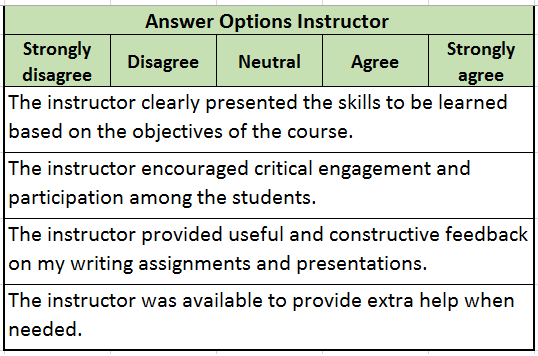 Answer Options Instructor
Strongly disagree Disagree Neutral Agree Strongly agree
The instructor clearly presented the skills to be learned
based on the objectives of the course.
The instructor encouraged critical engagement and
participation among the students.
The instructor provided useful and constructive feedback
on my writing assignments and presentations.
The instructor was available to provide extra help when
needed.